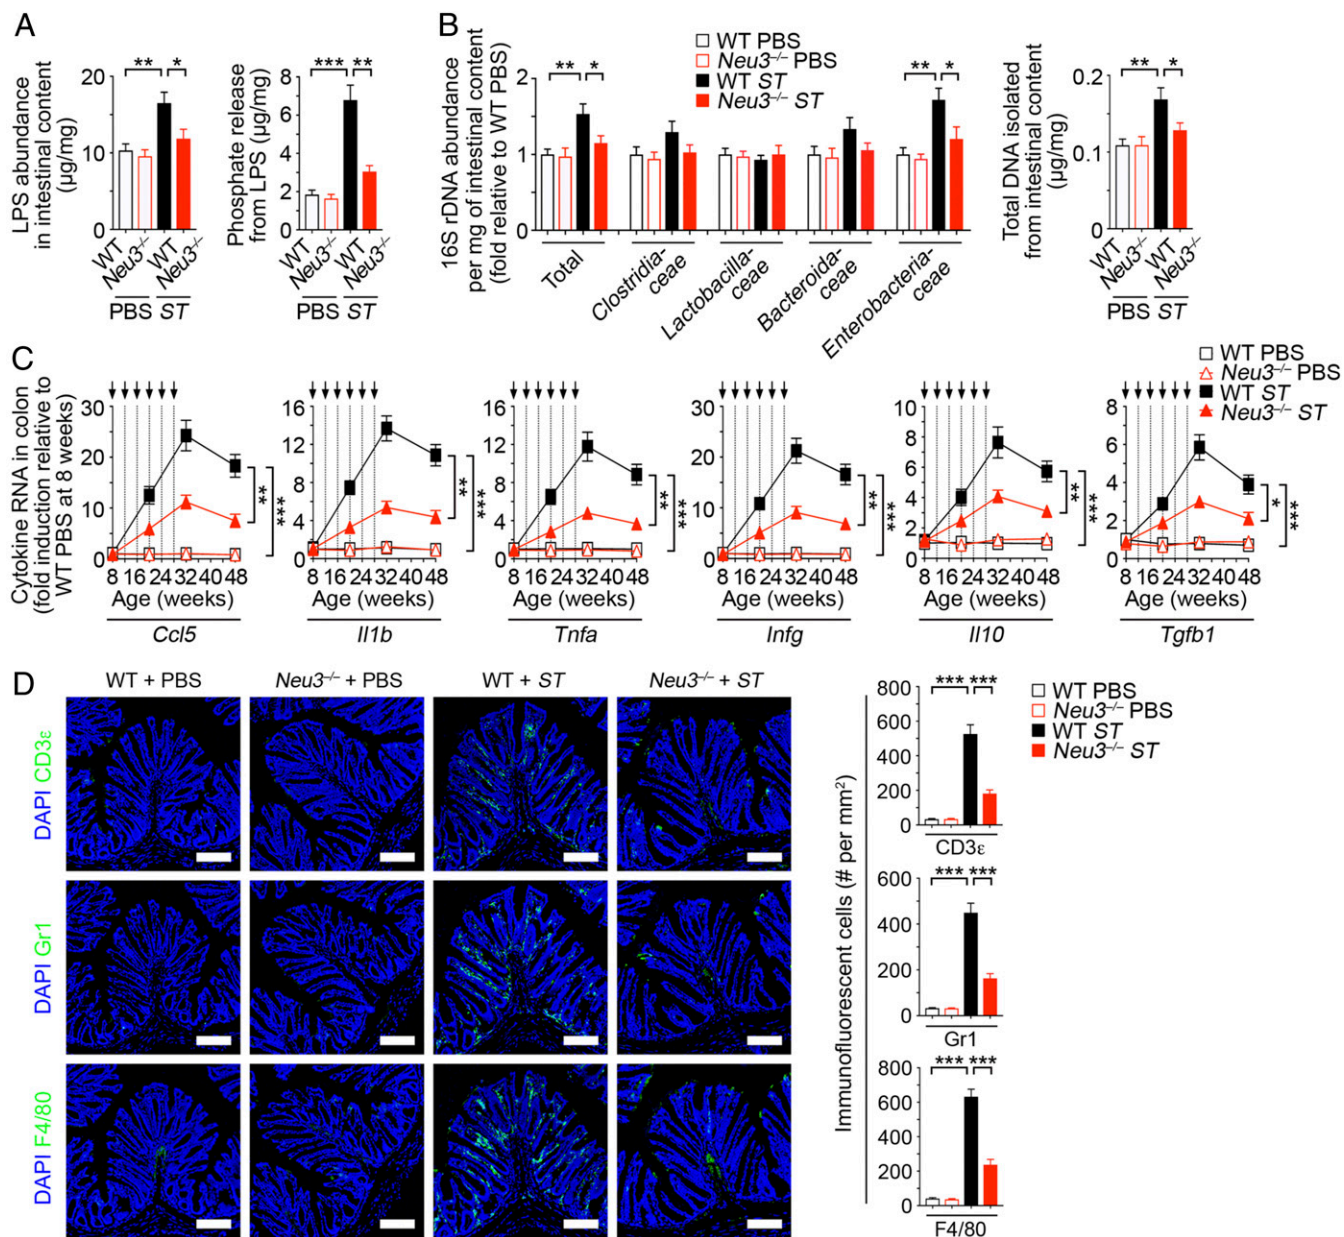 A
LPS abundance
in intestinal content
(µg/mg)
20
10
0
** *
WT
Neu3–/–
WT
Neu3–/–
PBS ST
Phosphate release
from LPS (µg/mg)
8
6
4
2
0
*** **
WT
Neu3–/–
WT
Neu3–/–
PBS ST
B
16S rDNA abundance
per mg of intestinal content
(fold relative to WT PBS)
2
1
0
** *
** *
WT PBS
Neu3–/– PBS
WT ST
Neu3–/– ST
Total
Clostridia-
ceae
Lactobacilla-
ceae
Bacteroida-
ceae
Enterobacteria-
ceae
Total DNA isolated
from intestinal content
(µg/mg)
0.2
0.1
0
** *
WT
Neu3–/–
WT
Neu3–/–
PBS ST
C
WT PBS
Neu3–/– PBS
WT ST
Neu3–/– ST
Cytokine RNA in colon
(fold induction relative to
WT PBS at 8 weeks)
30
20
10
0
**
***
8 16 24 32 40 48
Age (weeks)
Ccl5
16
12
8
4
0
**
***
8 16 24 32 40 48
Age (weeks)
Il1b
16
12
8
4
0
**
***
8 16 24 32 40 48
Age (weeks)
Tnfa
30
20
10
0
**
***
8 16 24 32 40 48
Age (weeks)
Infg
10
8
6
4
2
0
**
***
8 16 24 32 40 48
Age (weeks)
Il10
8
6
4
2
0
*
***
8 16 24 32 40 48
Age (weeks)
Tgfb1
D
WT + PBS
Neu3–/– + PBS
WT + ST
Neu3–/– + ST
DAPI CD3ε
DAPI Gr1
DAPI F4/80
Immunofluorescent cells (# per mm²)
800
600
400
200
0
*** ***
CD3ε
600
400
200
0
*** ***
Gr1
800
600
400
200
0
*** ***
F4/80
WT PBS
Neu3–/– PBS
WT ST
Neu3–/– ST